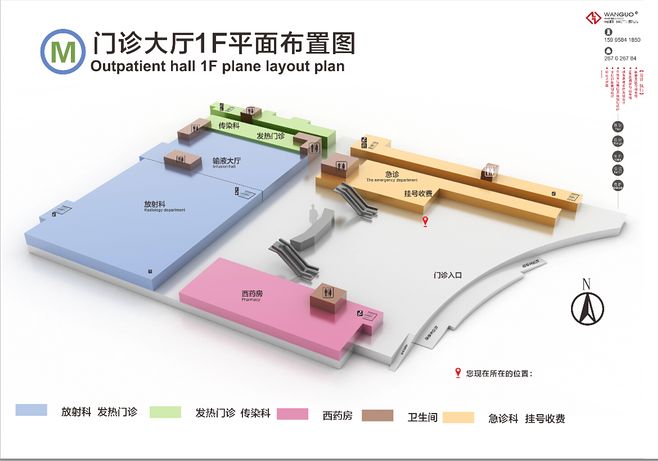 M
门诊大厅1F平面布置图
Outpatient hall 1F plane layout plan
WANGUO®
159 9584 1850
267 0 267 64
传染科
发热门诊
输液大厅
Infusion hall
放射科
Radiology department
急诊
The emergency department
挂号收费
西药房
Pharmacy
门诊入口
N
您现在所在的位置：
放射科 发热门诊
发热门诊 传染科
西药房
卫生间
急诊科 挂号收费